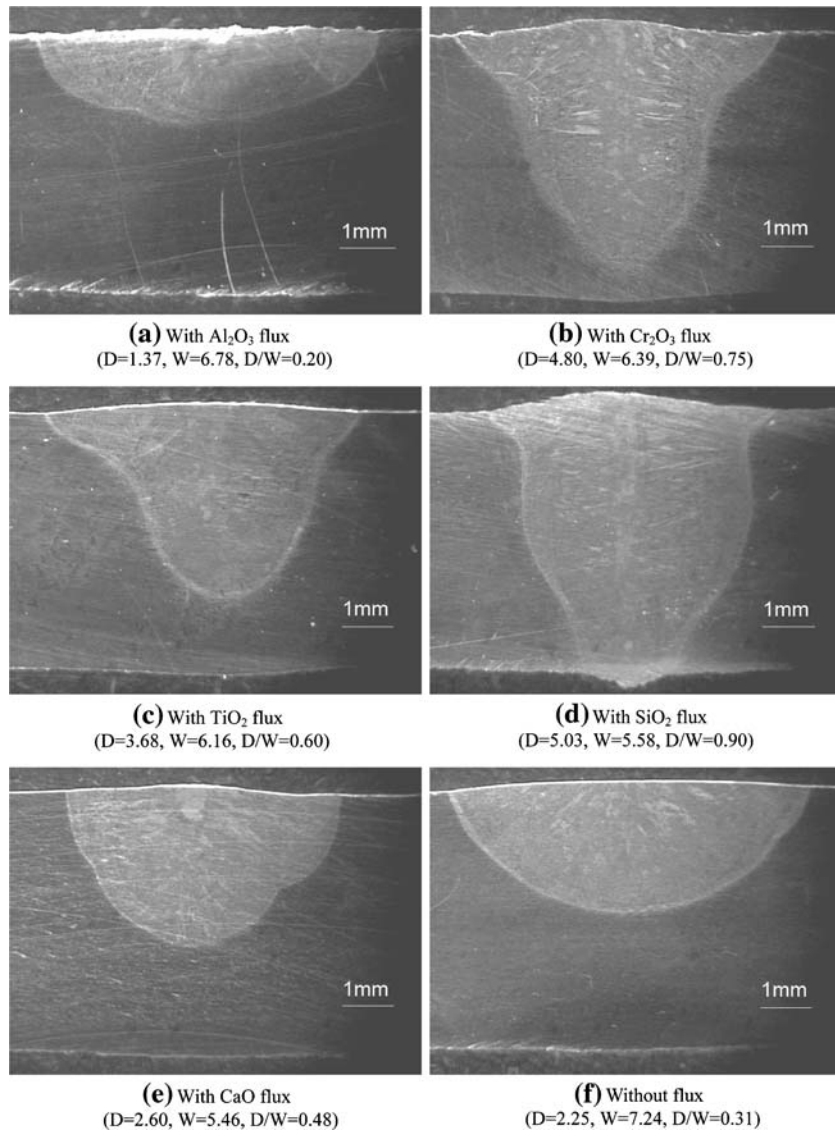 1mm
1mm
(a) With Al₂O₃ flux
(D=1.37, W=6.78, D/W=0.20)
(b) With Cr₂O₃ flux
(D=4.80, W=6.39, D/W=0.75)
1mm
1mm
(c) With TiO₂ flux
(D=3.68, W=6.16, D/W=0.60)
(d) With SiO₂ flux
(D=5.03, W=5.58, D/W=0.90)
1mm
1mm
(e) With CaO flux
(D=2.60, W=5.46, D/W=0.48)
(f) Without flux
(D=2.25, W=7.24, D/W=0.31)